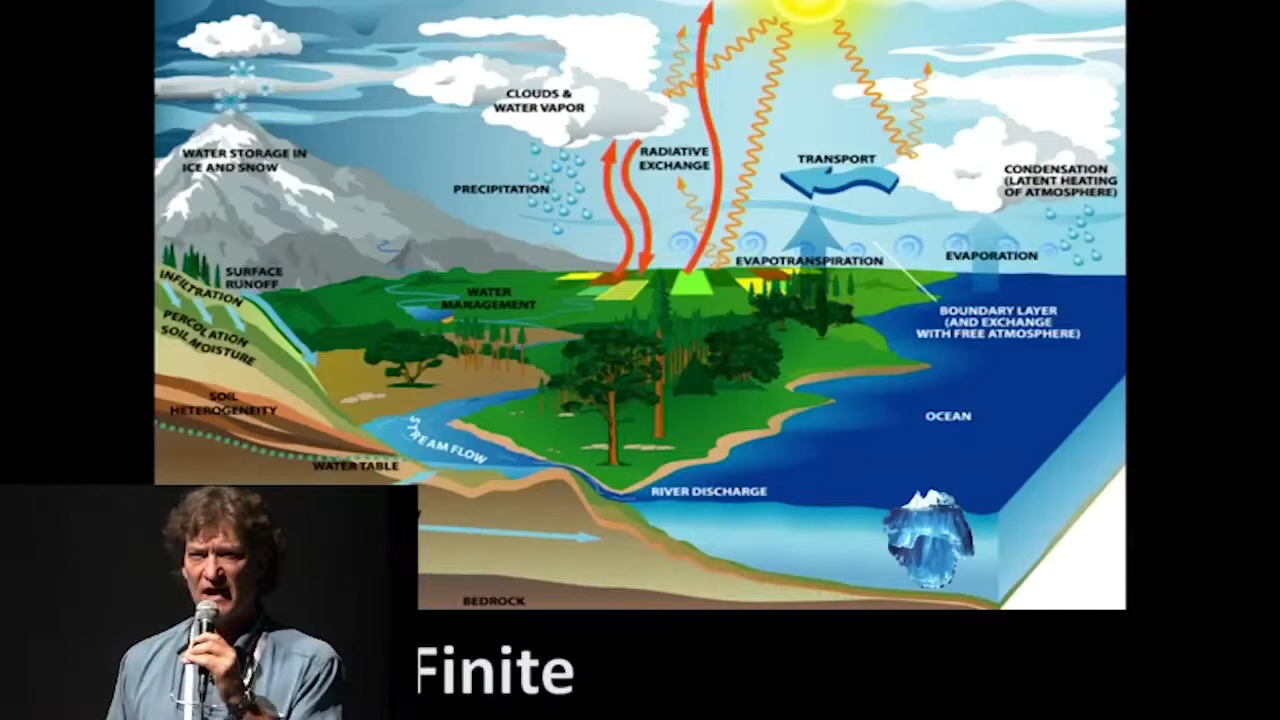 CLOUDS &
WATER VAPOR
WATER STORAGE IN
ICE AND SNOW
RADIATIVE
EXCHANGE
TRANSPORT
CONDENSATION
(LATENT HEATING
OF ATMOSPHERE)
PRECIPITATION
EVAPOTRANSPIRATION
EVAPORATION
SURFACE
RUNOFF
INFILTRATION
WATER
MANAGEMENT
BOUNDARY LAYER
(AND EXCHANGE
WITH FREE ATMOSPHERE)
PERCOLATION
SOIL MOISTURE
SOIL
HETEROGENEITY
OCEAN
STREAM FLOW
WATER TABLE
RIVER DISCHARGE
BEDROCK
Finite